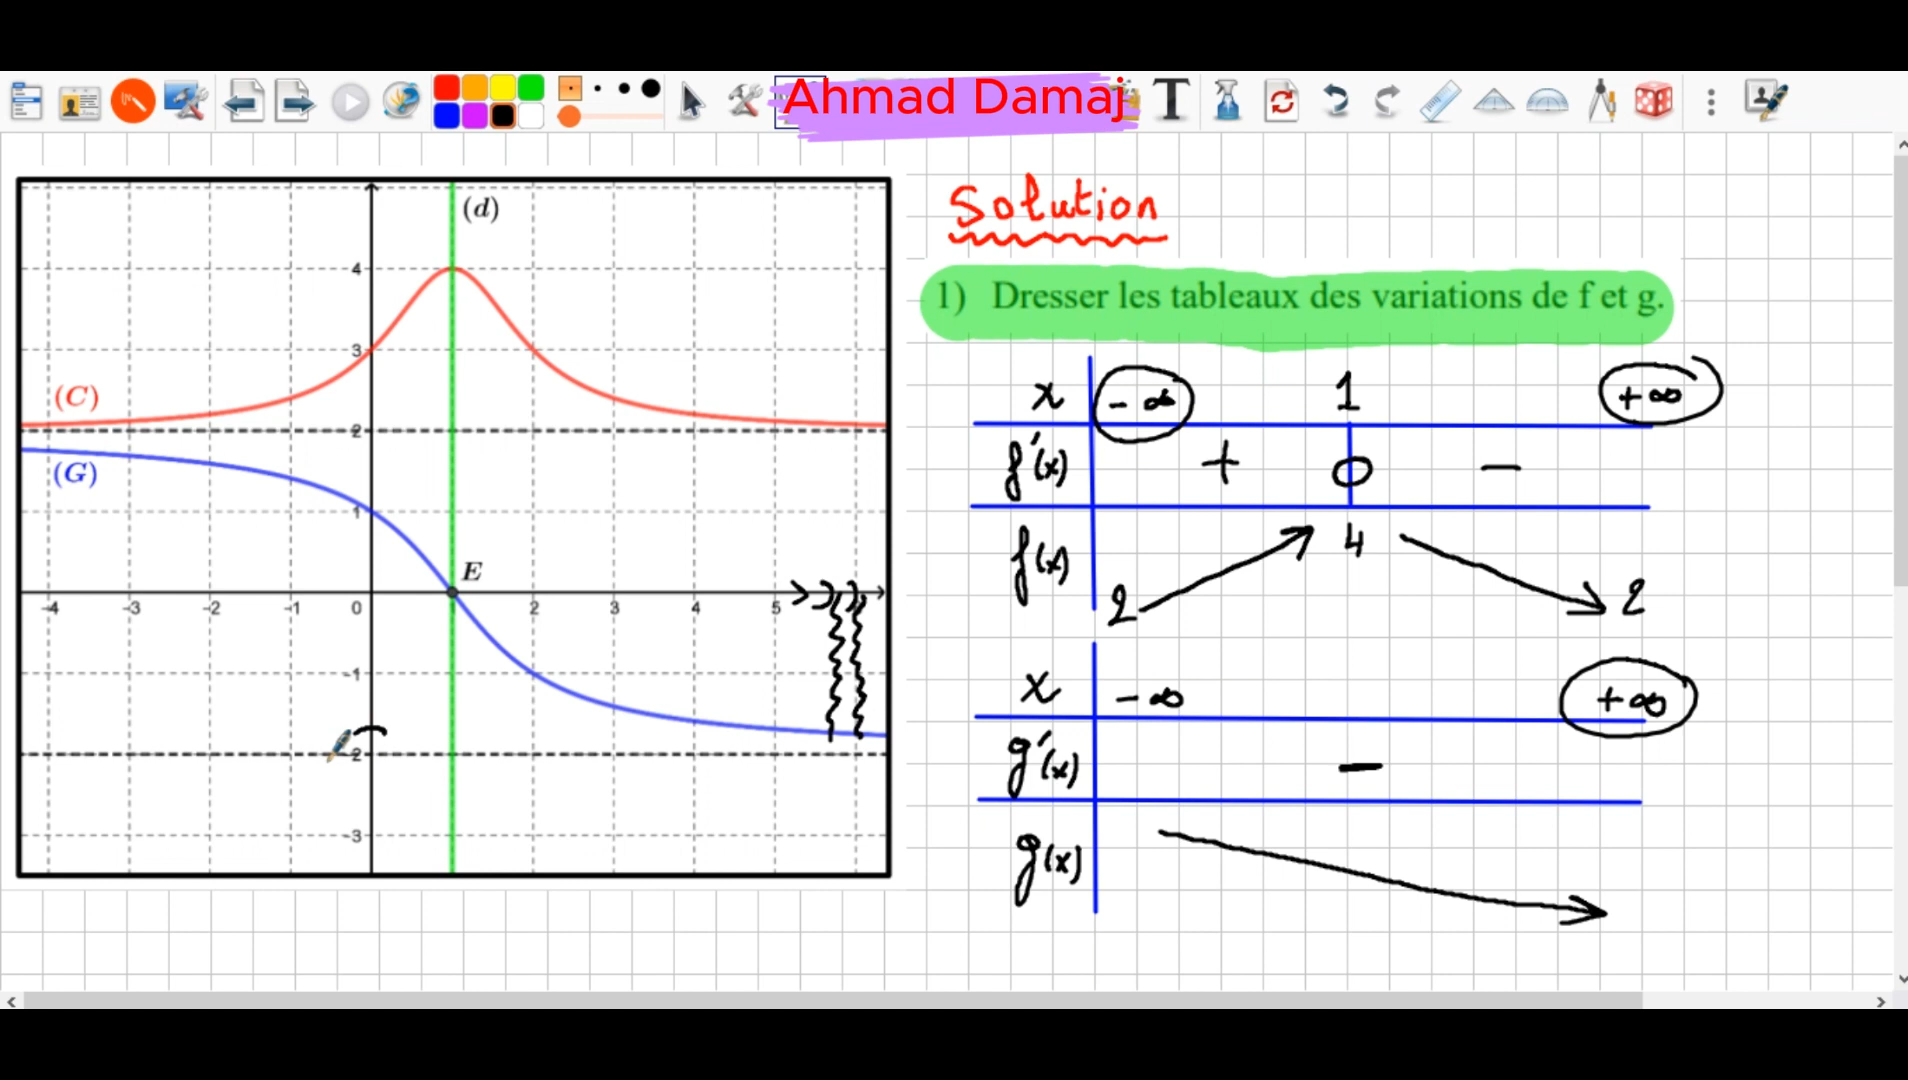 Ahmad Damaj
(d)
4
3
(C)
2
(G)
1
E
-4 -3 -2 -1 0 2 3 4 5
-1
-2
-3
Solution
1) Dresser les tableaux des variations de f et g.
x -∞ 1 +∞
f'(x) + 0 -
f(x) 2 4 2
x -∞ +∞
g'(x) -
g(x)